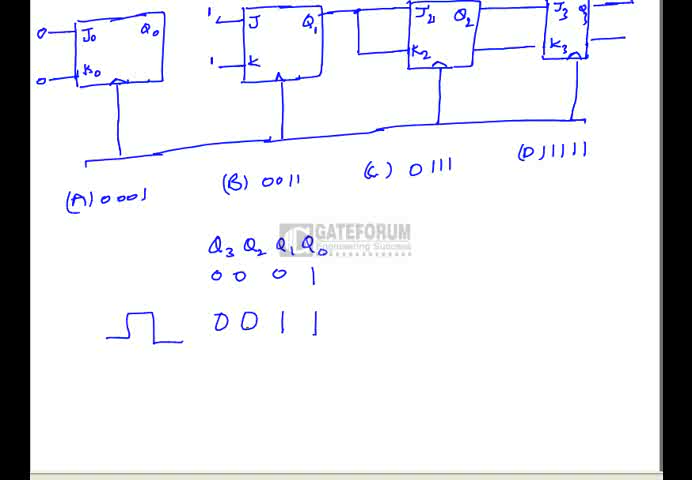 0 J0 Q0 1 J Q1 J2 Q2 J3 Q3
0 K0 1 K K2 K3
(A) 0001 (B) 0011 (C) 0111 (D) 1111
GATEFORUM
Engineering Success
Q3 Q2 Q1 Q0
0 0 0 1
0 0 1 1